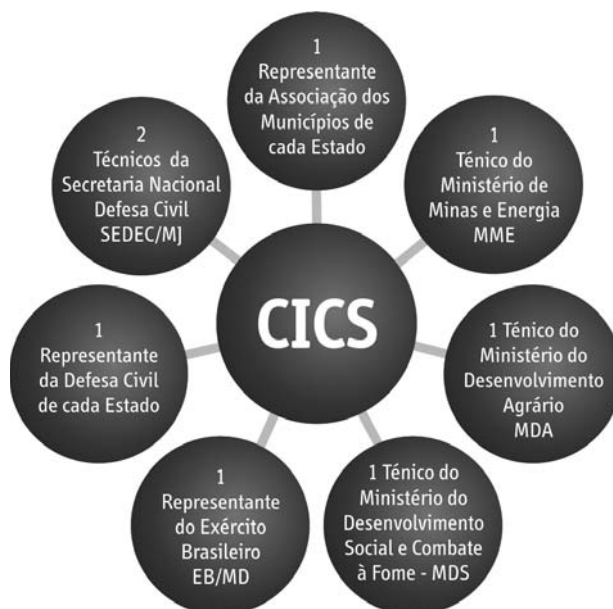 1
Representante
da Associação dos
Municípios de
cada Estado
2
Técnicos da
Secretaria Nacional
Defesa Civil
SEDEC/MJ
1
Ténico do
Ministério de
Minas e Energia
MME
CICS
1
Representante
da Defesa Civil
de cada Estado
1 Ténico do
Ministério do
Desenvolvimento
Agrário
MDA
1
Representante
do Exército
Brasileiro
EB/MD
1 Ténico do
Ministério do
Desenvolvimento
Social e Combate
à Fome - MDS